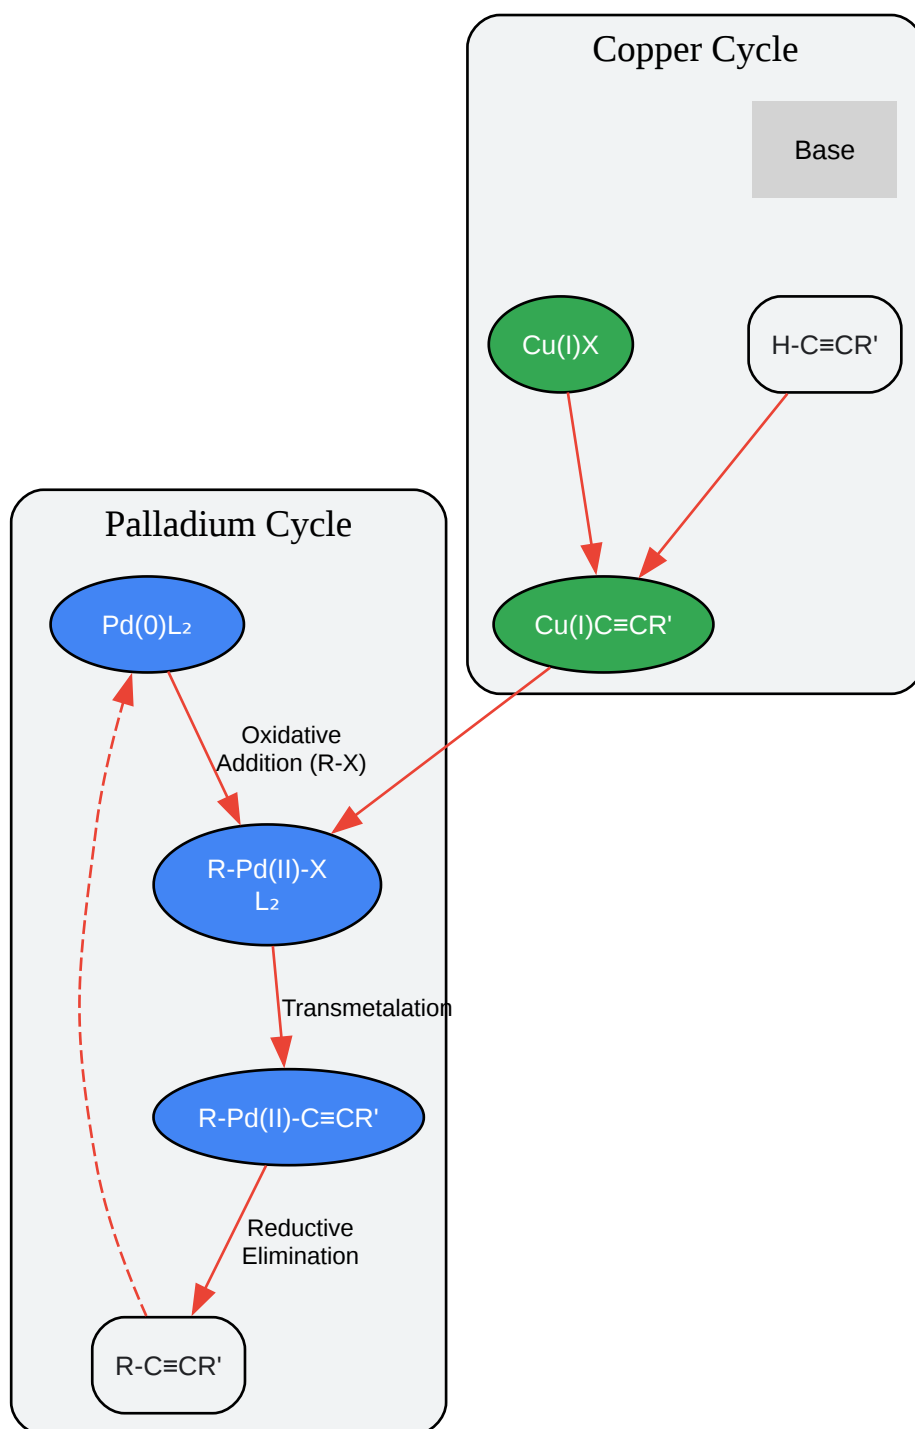 Copper Cycle
Base
Cu(I)X
H-C≡CR'
Cu(I)C≡CR'
Palladium Cycle
Pd(0)L₂
Oxidative
Addition (R-X)
R-Pd(II)-X
L₂
Transmetalation
R-Pd(II)-C≡CR'
Reductive
Elimination
R-C≡CR'